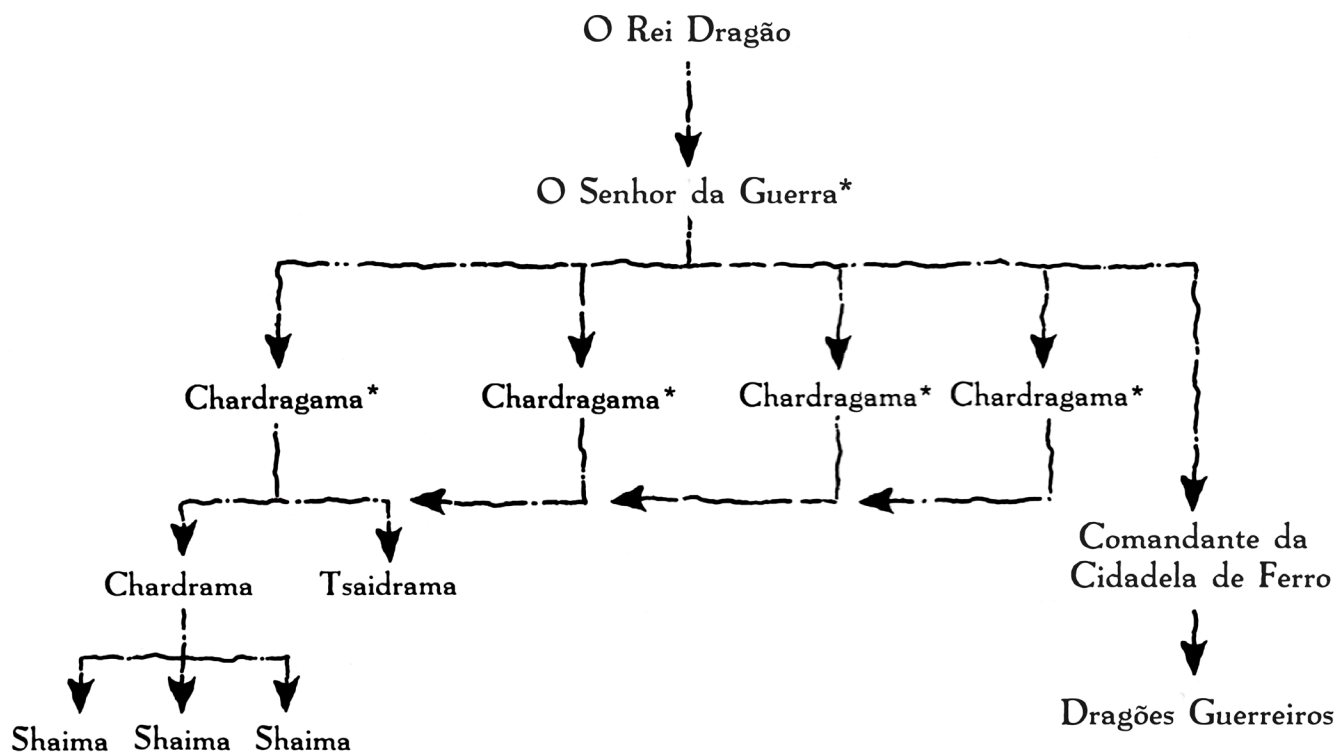 O Rei Dragão
O Senhor da Guerra*
Chardragama* Chardragama* Chardragama* Chardragama*
Comandante da
Cidadela de Ferro
Chardrama Tsaidrama
Dragões Guerreiros
Shaima Shaima Shaima